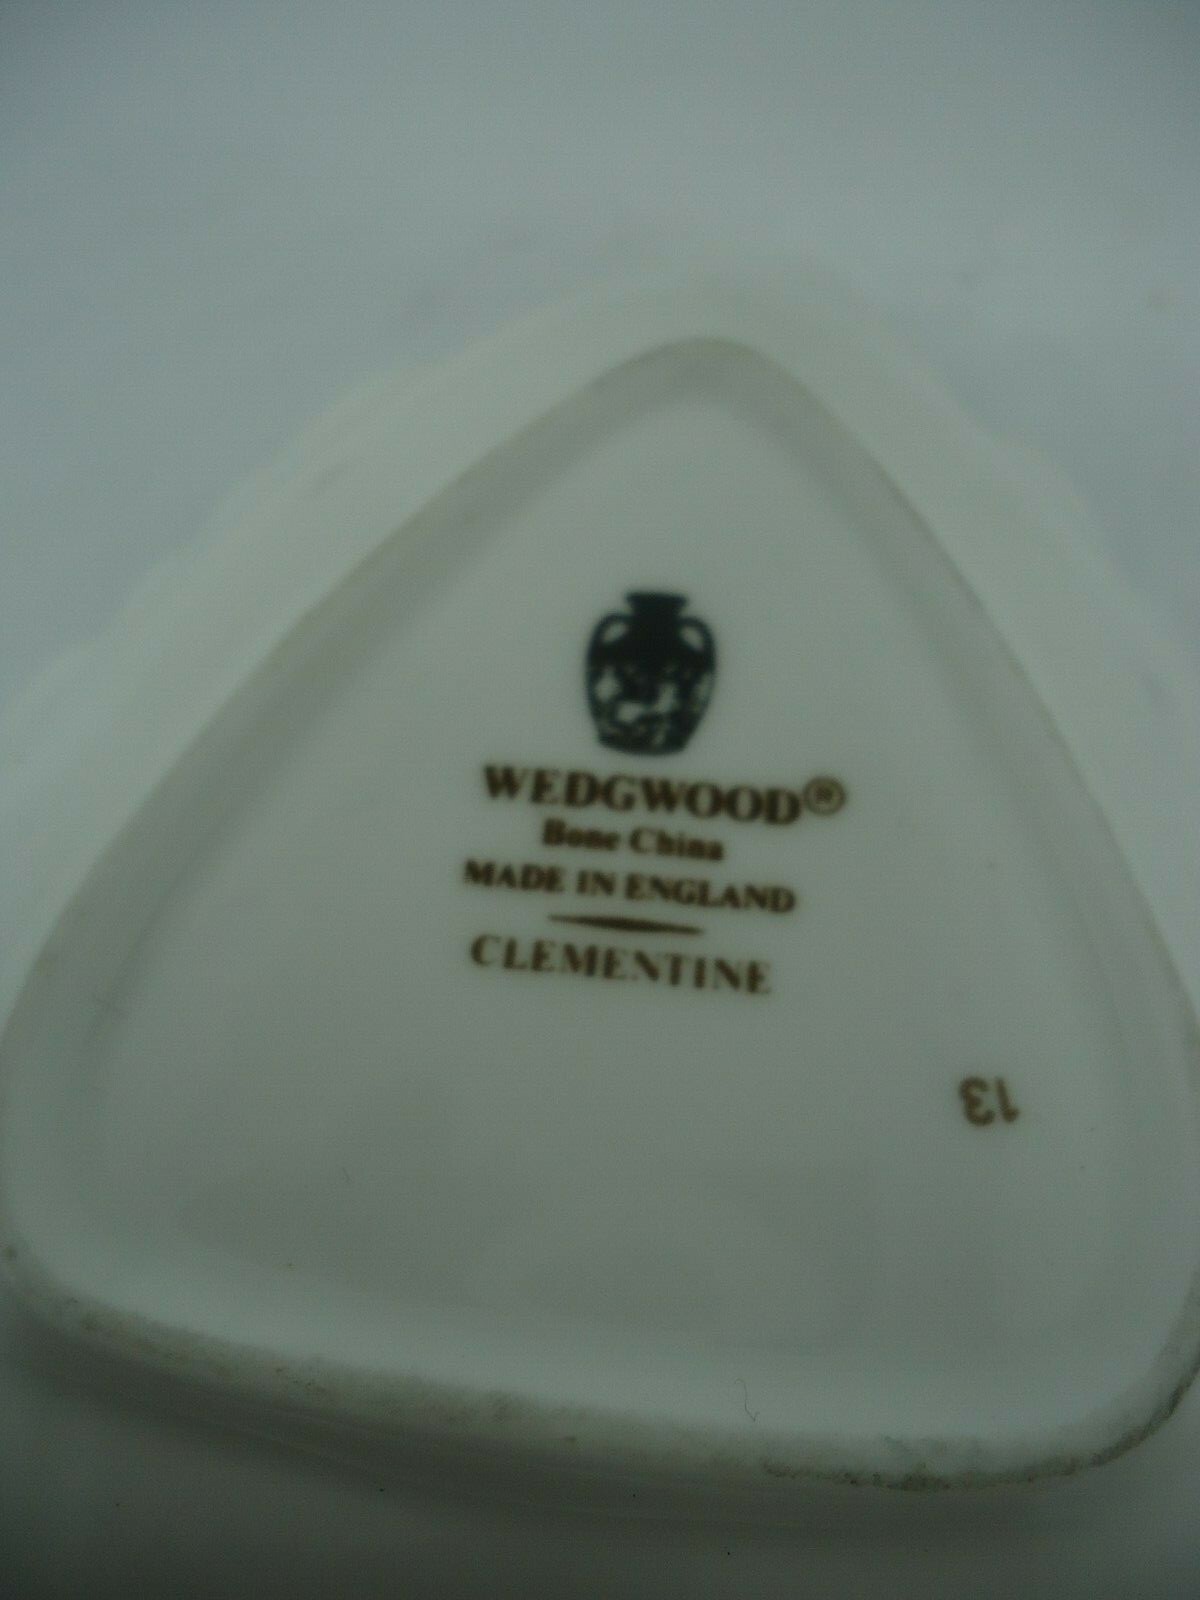 WEDGWOOD®
Bone China
MADE IN ENGLAND
CLEMENTINE
13